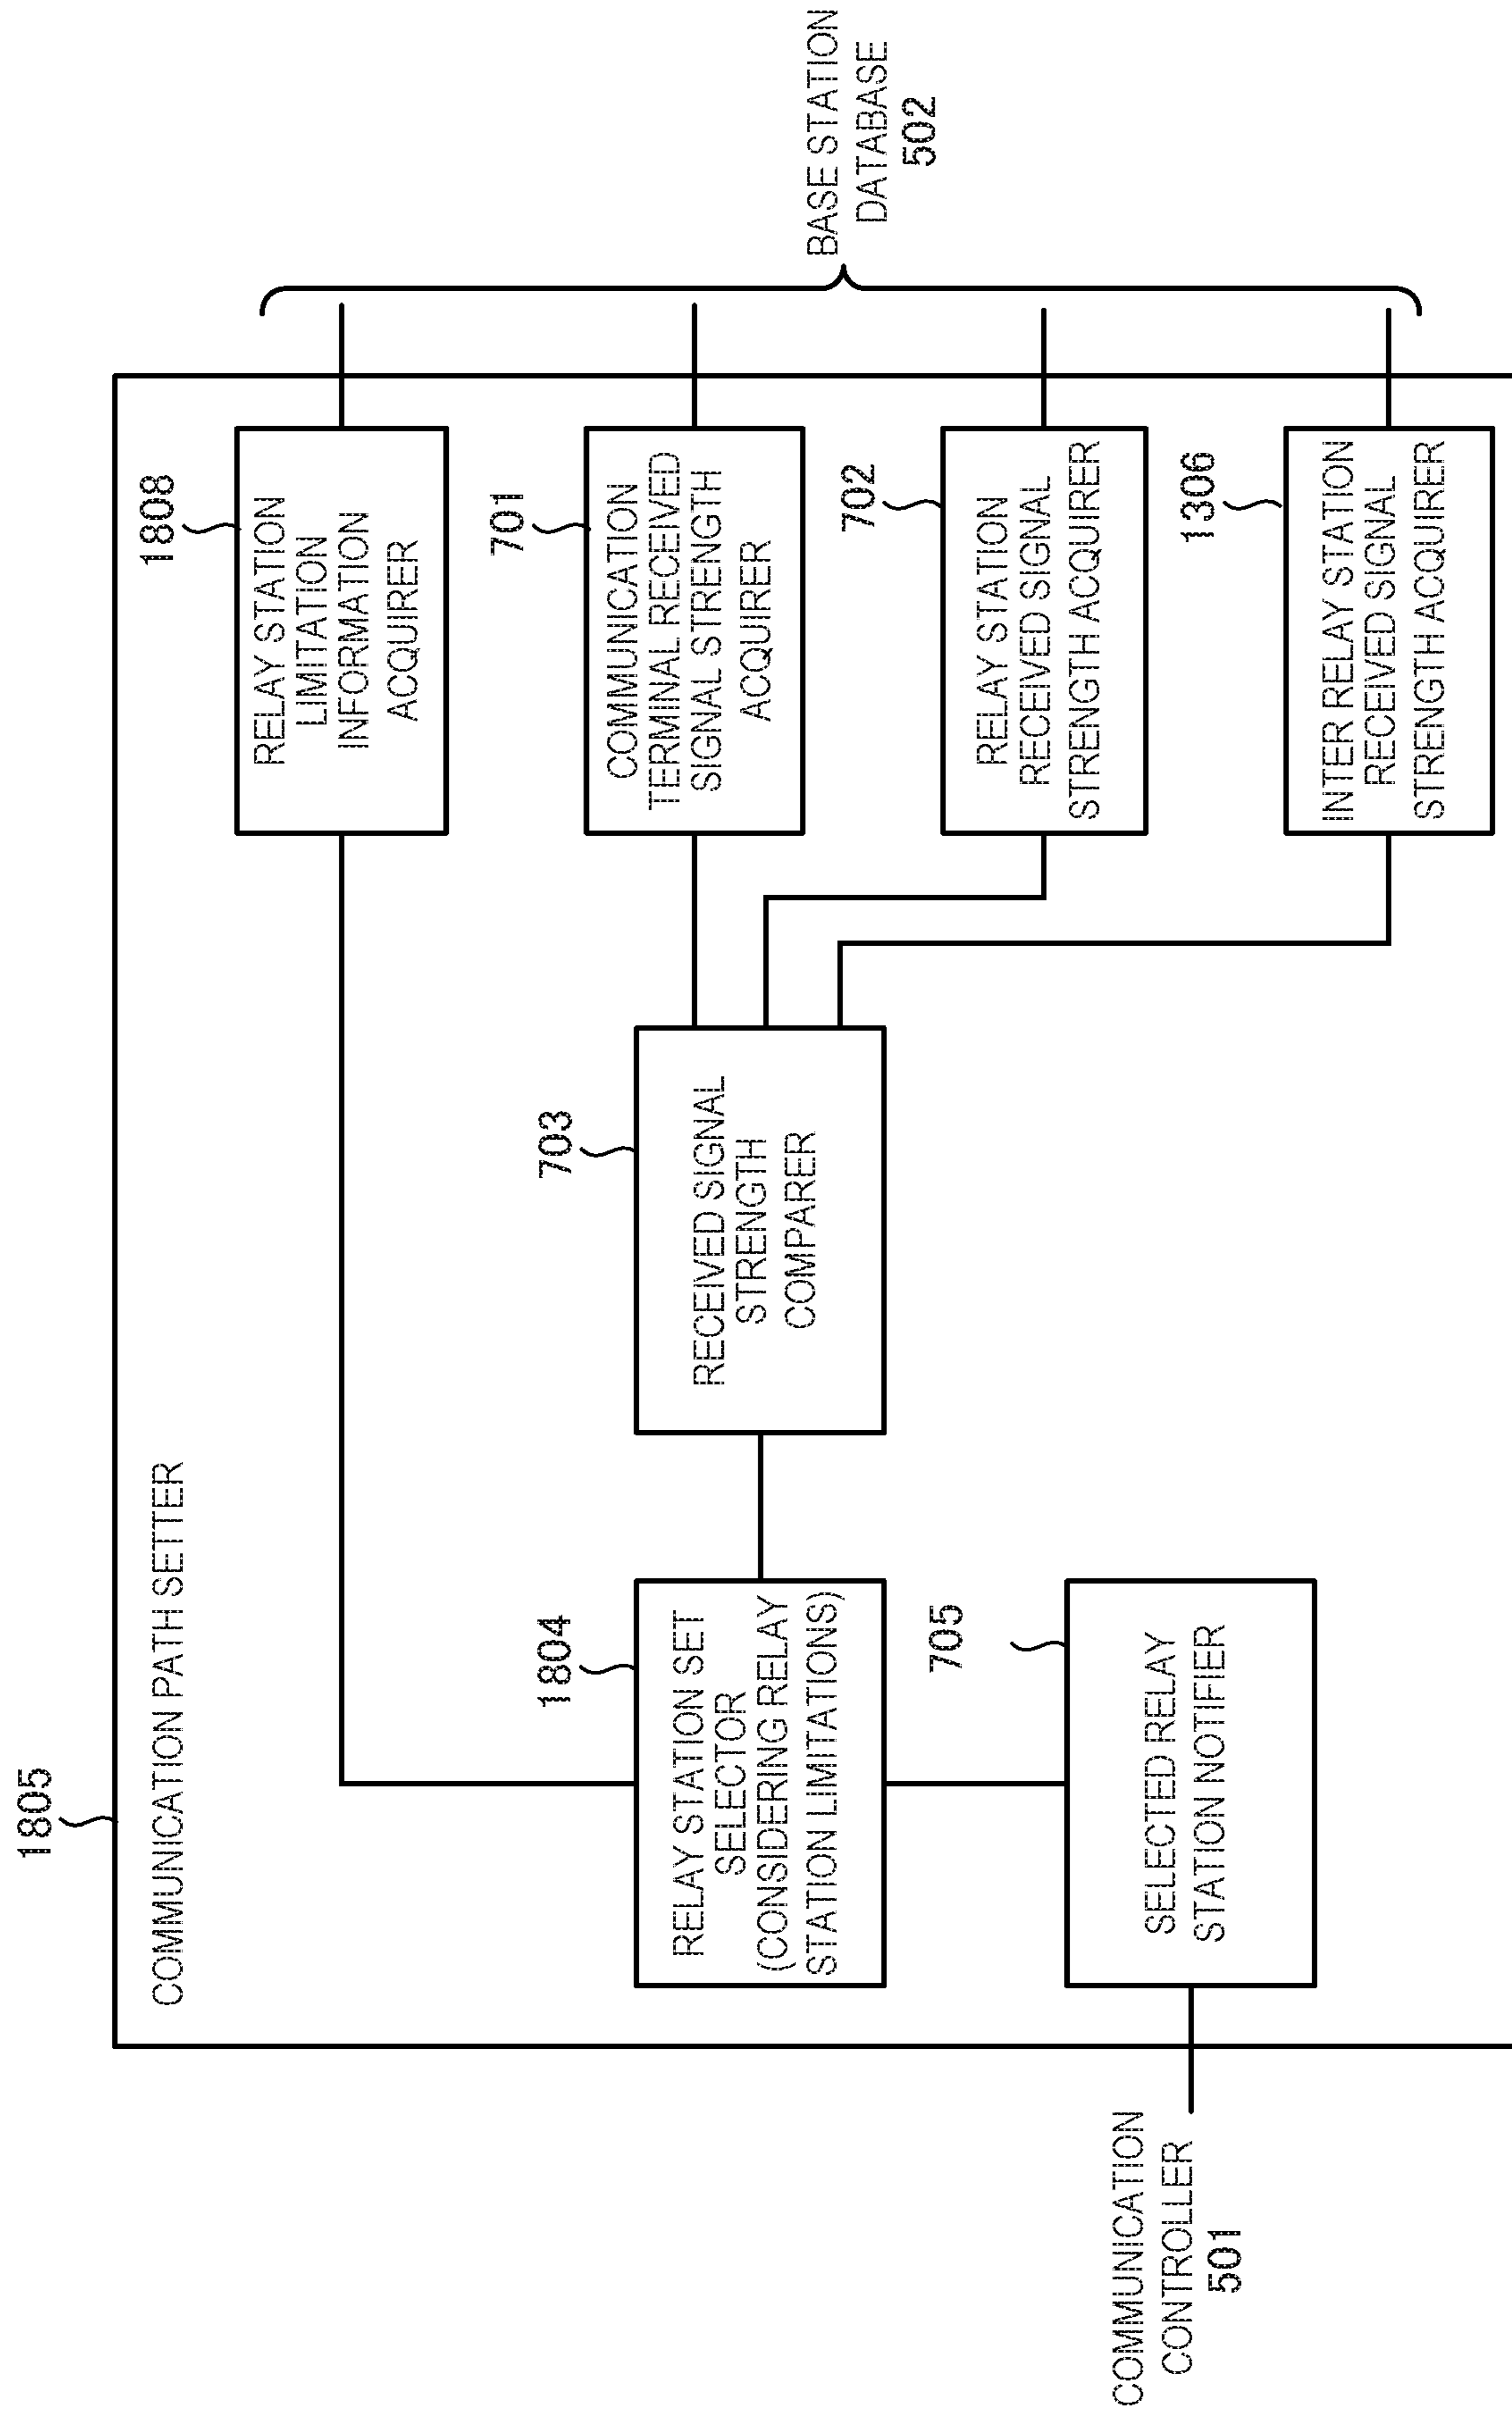 1805
COMMUNICATION PATH SETTER
1808
RELAY STATION
LIMITATION
INFORMATION
ACQUIRER
701
COMMUNICATION
TERMINAL RECEIVED
SIGNAL STRENGTH
ACQUIRER
702
RELAY STATION
RECEIVED SIGNAL
STRENGTH ACQUIRER
1306
INTER RELAY STATION
RECEIVED SIGNAL
STRENGTH ACQUIRER
BASE STATION
DATABASE
502
703
RECEIVED SIGNAL
STRENGTH
COMPARER
1804
RELAY STATION SET
SELECTOR
(CONSIDERING RELAY
STATION LIMITATIONS)
705
SELECTED RELAY
STATION NOTIFIER
COMMUNICATION
CONTROLLER
501